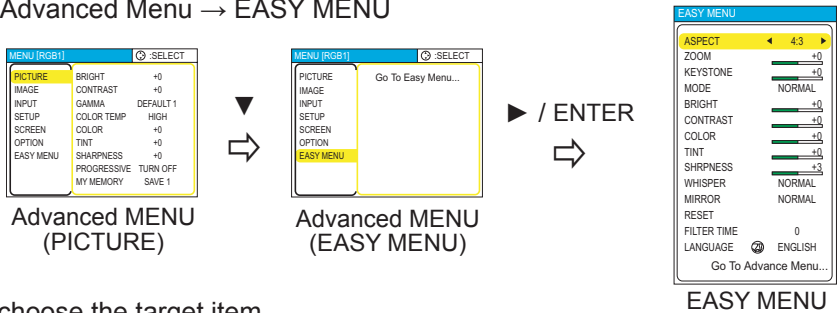 Advanced Menu → EASY MENU
MENU [RGB1] :SELECT
PICTURE BRIGHT +0
IMAGE CONTRAST +0
INPUT GAMMA DEFAULT 1
SETUP COLOR TEMP HIGH
SCREEN COLOR +0
OPTION TINT +0
EASY MENU SHARPNESS +0
PROGRESSIVE TURN OFF
MY MEMORY SAVE 1
Advanced MENU
(PICTURE)
▼
MENU [RGB1] :SELECT
PICTURE Go To Easy Menu...
IMAGE
INPUT
SETUP
SCREEN
OPTION
EASY MENU
Advanced MENU
(EASY MENU)
► / ENTER
EASY MENU
ASPECT ◄ 4:3 ►
ZOOM +0
KEYSTONE +0
MODE NORMAL
BRIGHT +0
CONTRAST +0
COLOR +0
TINT +0
SHRPNESS +3
WHISPER NORMAL
MIRROR NORMAL
RESET
FILTER TIME 0
LANGUAGE ENGLISH
Go To Advance Menu...
EASY MENU
choose the target item